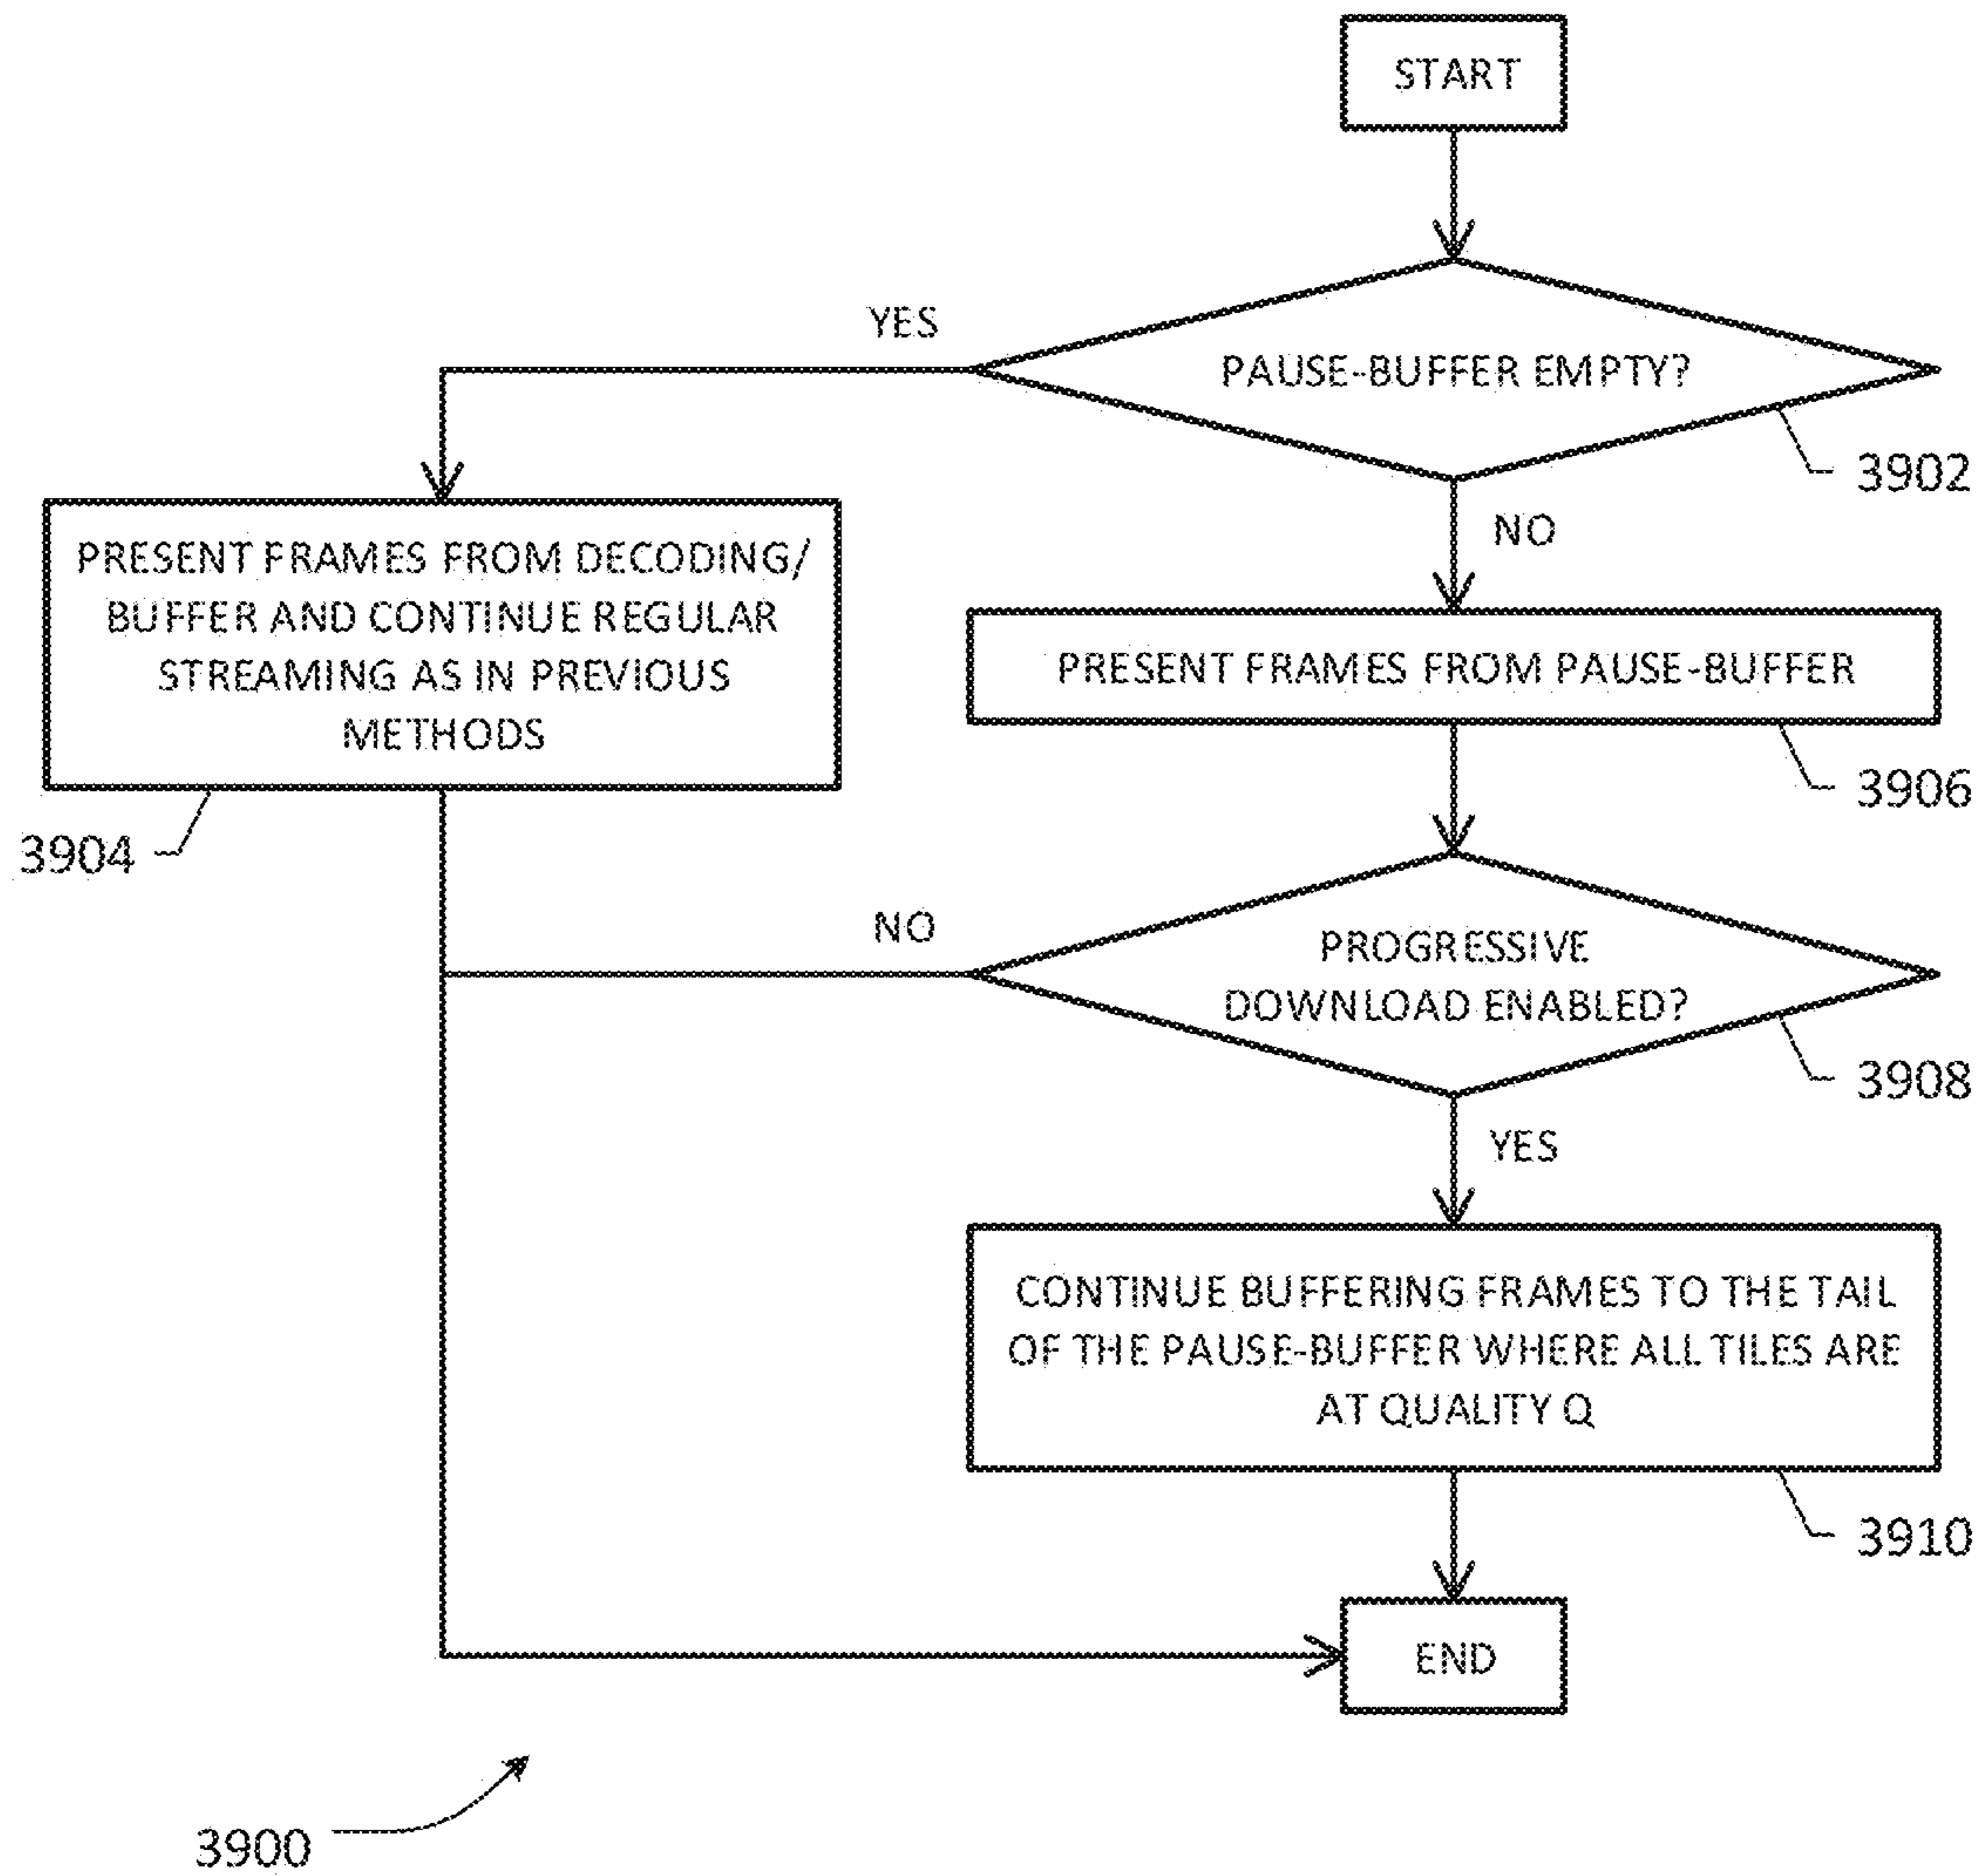 START
YES
PAUSE-BUFFER EMPTY?
3902
NO
PRESENT FRAMES FROM DECODING/
BUFFER AND CONTINUE REGULAR
STREAMING AS IN PREVIOUS
METHODS
3904
PRESENT FRAMES FROM PAUSE-BUFFER
3906
NO
PROGRESSIVE
DOWNLOAD ENABLED?
3908
YES
CONTINUE BUFFERING FRAMES TO THE TAIL
OF THE PAUSE-BUFFER WHERE ALL TILES ARE
AT QUALITY Q
3910
END
3900